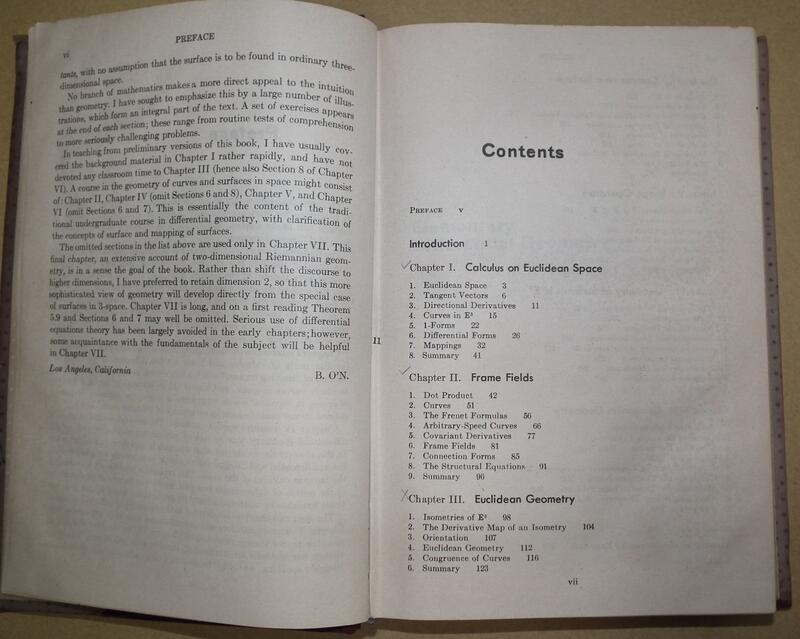 vi
PREFACE
tants, with no assumption that the surface is to be found in ordinary three-
dimensional space.
No branch of mathematics makes a more direct appeal to the intuition
than geometry. I have sought to emphasize this by a large number of illus-
trations, which form an integral part of the text. A set of exercises appears
at the end of each section; these range from routine tests of comprehension
to more seriously challenging problems.
In teaching from preliminary versions of this book, I have usually cov-
ered the background material in Chapter I rather rapidly, and have not
devoted any classroom time to Chapter III (hence also Section 8 of Chapter
VI). A course in the geometry of curves and surfaces in space might consist
of: Chapter II, Chapter IV (omit Sections 6 and 8), Chapter V, and Chapter
VI (omit Sections 6 and 7). This is essentially the content of the tradi-
tional undergraduate course in differential geometry, with clarification of
the concepts of surface and mapping of surfaces.
The omitted sections in the list above are used only in Chapter VII. This
final chapter, an extensive account of two-dimensional Riemannian geom-
etry, is in a sense the goal of the book. Rather than shift the discourse to
higher dimensions, I have preferred to retain dimension 2, so that this more
sophisticated view of geometry will develop directly from the special case
of surfaces in 3-space. Chapter VII is long, and on a first reading Theorem
5.9 and Sections 6 and 7 may well be omitted. Serious use of differential
equations theory has been largely avoided in the early chapters; however,
some acquaintance with the fundamentals of the subject will be helpful
in Chapter VII.
Los Angeles, California
B. O'N.
Contents
PREFACE v
Introduction 1
Chapter I. Calculus on Euclidean Space
1. Euclidean Space 3
2. Tangent Vectors 6
3. Directional Derivatives 11
4. Curves in E³ 15
5. 1-Forms 22
6. Differential Forms 26
7. Mappings 32
8. Summary 41
Chapter II. Frame Fields
1. Dot Product 42
2. Curves 51
3. The Frenet Formulas 56
4. Arbitrary-Speed Curves 66
5. Covariant Derivatives 77
6. Frame Fields 81
7. Connection Forms 85
8. The Structural Equations 91
9. Summary 96
Chapter III. Euclidean Geometry
1. Isometries of E³ 98
2. The Derivative Map of an Isometry 104
3. Orientation 107
4. Euclidean Geometry 112
5. Congruence of Curves 116
6. Summary 123
vii